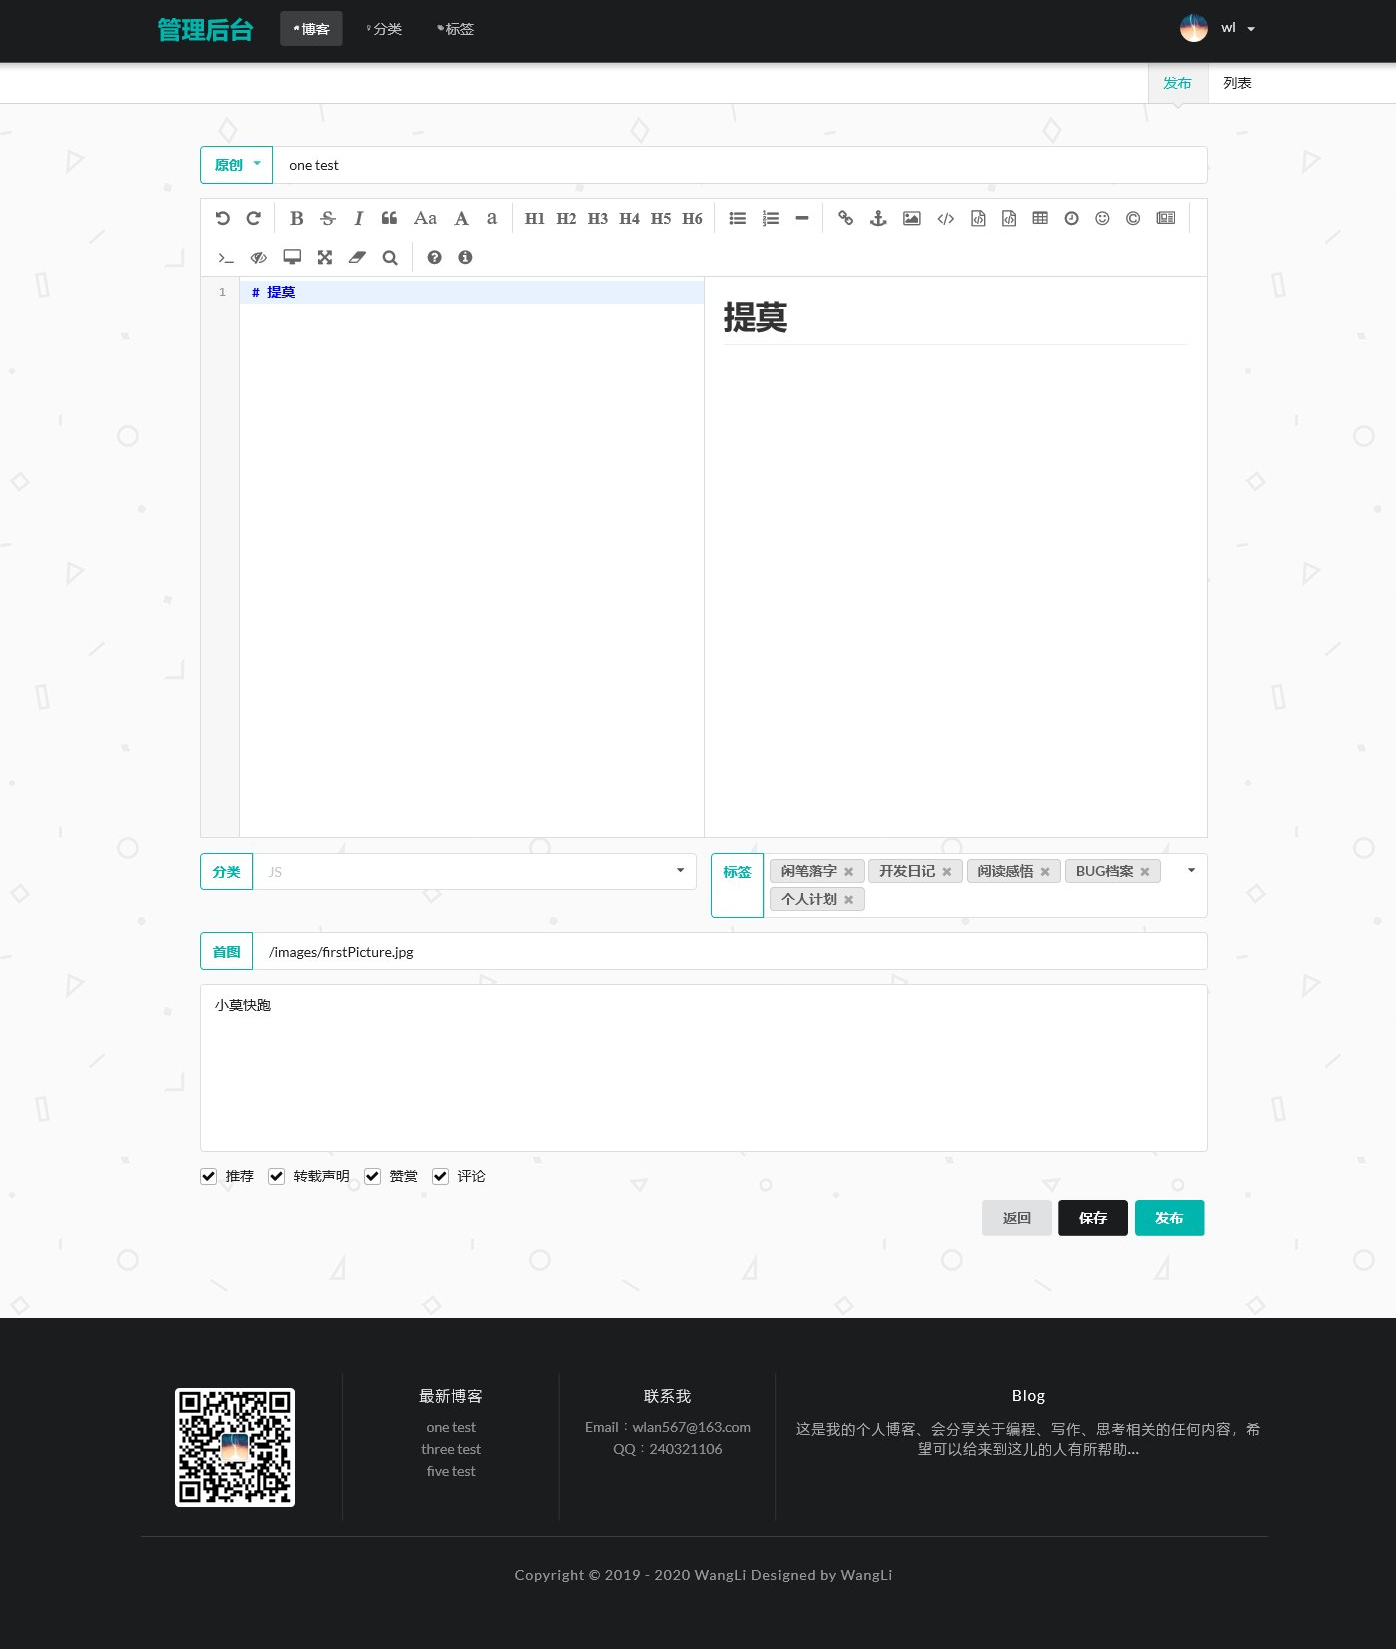 管理后台 博客 分类 标签 wl
发布 列表
原创 one test
B S I Aa A a H1 H2 H3 H4 H5 H6
1 # 提莫
提莫
分类 JS
标签 闲笔落字 开发日记 阅读感悟 BUG档案
个人计划
首图 /images/firstPicture.jpg
小莫快跑
推荐 转载声明 赞赏 评论
返回 保存 发布
最新博客
one test
three test
five test
联系我
Email：wlan567@163.com
QQ：240321106
Blog
这是我的个人博客、会分享关于编程、写作、思考相关的任何内容，希
望可以给来到这儿的人有所帮助...
Copyright © 2019 - 2020 WangLi Designed by WangLi